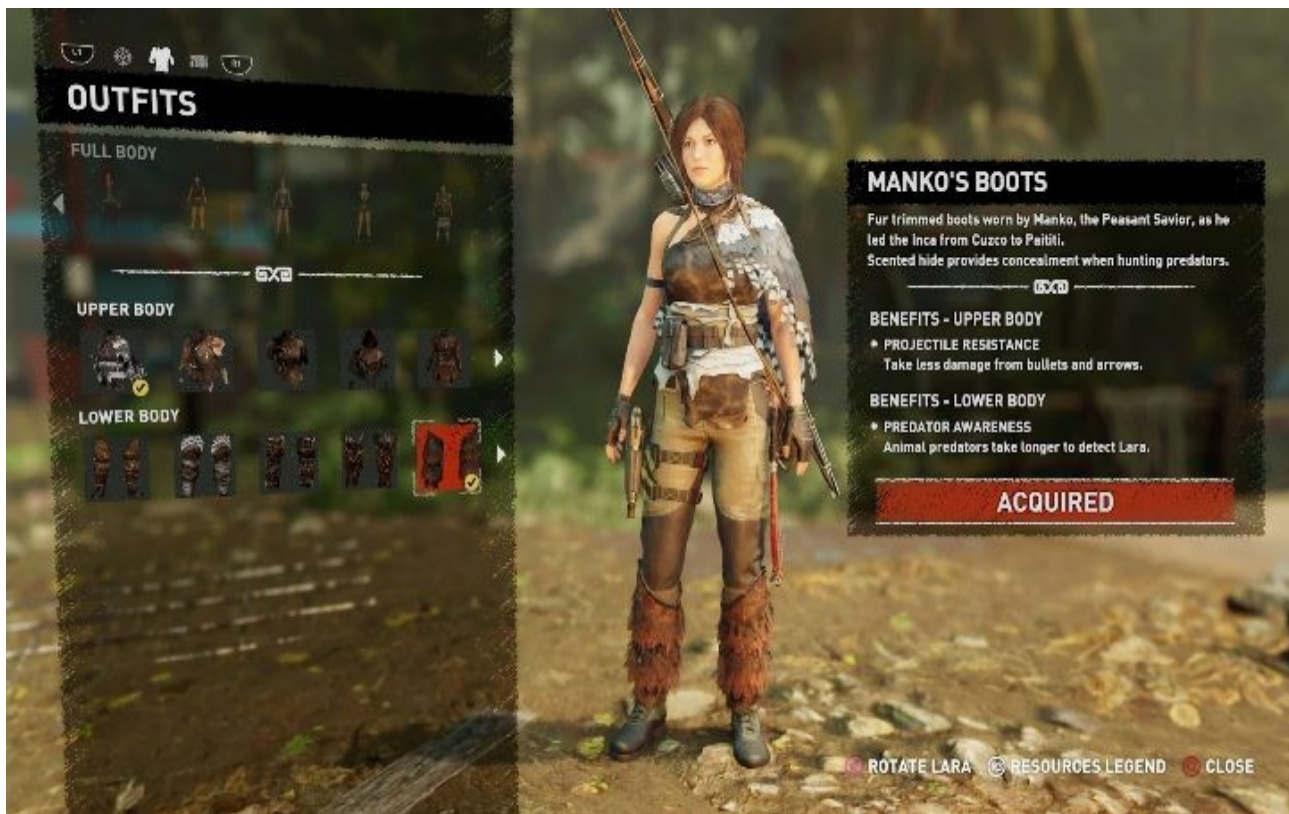 L1
R1
OUTFITS
FULL BODY
UPPER BODY
LOWER BODY
MANKO'S BOOTS
Fur trimmed boots worn by Manko, the Peasant Savior, as he
led the Inca from Cuzco to Paititi.
Scented hide provides concealment when hunting predators.
BENEFITS - UPPER BODY
PROJECTILE RESISTANCE
Take less damage from bullets and arrows.
BENEFITS - LOWER BODY
PREDATOR AWARENESS
Animal predators take longer to detect Lara.
ACQUIRED
ROTATE LARA RESOURCES LEGEND CLOSE